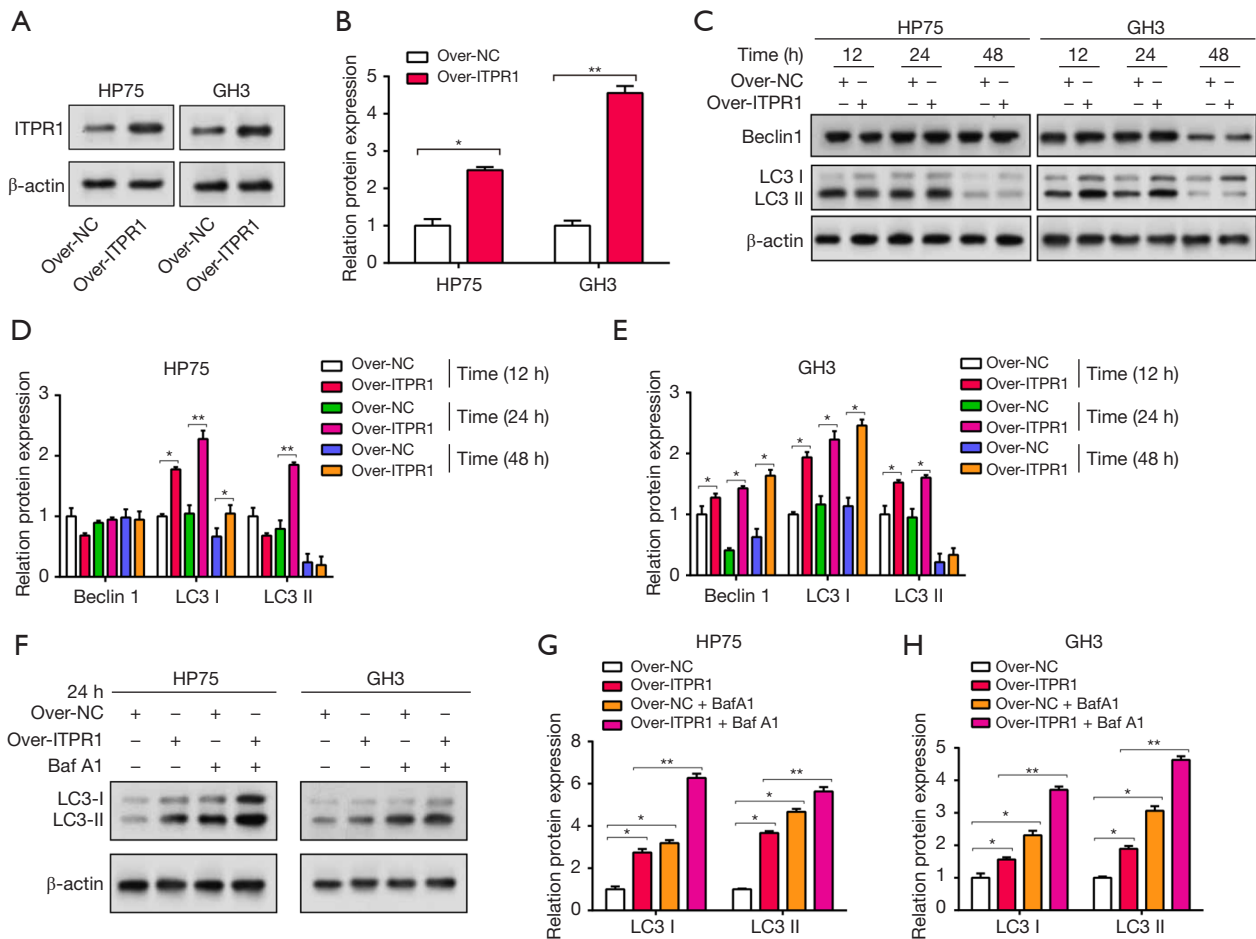 A
HP75 GH3
ITPR1
β-actin
Over-NC
Over-ITPR1
Over-NC
Over-ITPR1
B
Over-NC
Over-ITPR1
Relation protein expression
5
4
3
2
1
0
*
**
HP75 GH3
C
HP75 GH3
Time (h) 12 24 48 12 24 48
Over-NC + − + − + − + − + − + −
Over-ITPR1 − + − + − + − + − + − +
Beclin1
LC3 I
LC3 II
β-actin
D
HP75
Relation protein expression
3
2
1
0
* ** * **
Beclin 1 LC3 I LC3 II
Over-NC
Over-ITPR1
Time (12 h)
Over-NC
Over-ITPR1
Time (24 h)
Over-NC
Over-ITPR1
Time (48 h)
E
GH3
Relation protein expression
3
2
1
0
* * * * * * * *
Beclin 1 LC3 I LC3 II
Over-NC
Over-ITPR1
Time (12 h)
Over-NC
Over-ITPR1
Time (24 h)
Over-NC
Over-ITPR1
Time (48 h)
F
HP75 GH3
24 h
Over-NC + − + − + − + −
Over-ITPR1 − + − + − + − +
Baf A1 − − + + − − + +
LC3-I
LC3-II
β-actin
G
HP75
Over-NC
Over-ITPR1
Over-NC + BafA1
Over-ITPR1 + Baf A1
Relation protein expression
8
6
4
2
0
* * ** * * **
LC3 I LC3 II
H
GH3
Over-NC
Over-ITPR1
Over-NC + BafA1
Over-ITPR1 + Baf A1
Relation protein expression
5
4
3
2
1
0
* * ** * * **
LC3 I LC3 II